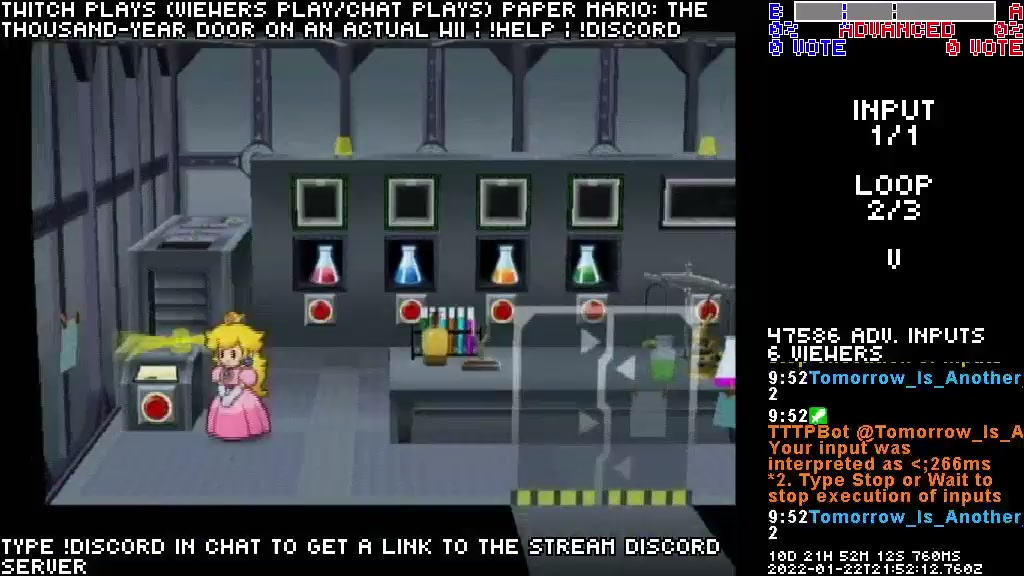 TWITCH PLAYS (VIEWERS PLAY/CHAT PLAYS) PAPER MARIO: THE
THOUSAND-YEAR DOOR ON AN ACTUAL WII ¦ !HELP ¦ !DISCORD
B A
0% ADVANCED 0%
0 VOTE 0 VOTE
INPUT
1/1
LOOP
2/3
V
47586 ADV. INPUTS
6 VIEWERS
9:52Tomorrow_Is_Another
2
9:52
TTTPBot @Tomorrow_Is_A
Your input was
interpreted as <;266ms
*2. Type Stop or Wait to
stop execution of inputs
9:52Tomorrow_Is_Another
2
10D 21H 52M 12S 760MS
2022-01-22T21:52:12.760Z
TYPE !DISCORD IN CHAT TO GET A LINK TO THE STREAM DISCORD
SERVER